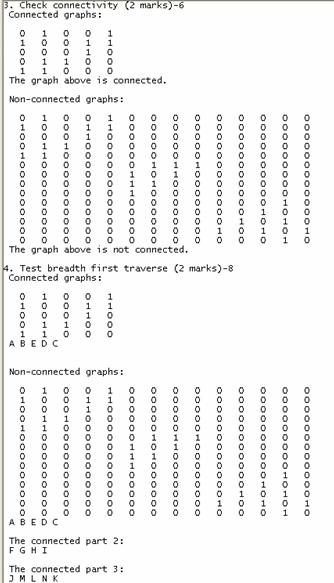 3. Check connectivity (2 marks)-6
Connected graphs:
0 1 0 0 1
1 0 0 1 1
0 0 0 1 0
0 1 1 0 0
1 1 0 0 0
The graph above is connected.
Non-connected graphs:
0 1 0 0 1 0 0 0 0 0 0 0 0 0
1 0 0 1 1 0 0 0 0 0 0 0 0 0
0 0 0 1 0 0 0 0 0 0 0 0 0 0
0 1 1 0 0 0 0 0 0 0 0 0 0 0
1 1 0 0 0 0 0 0 0 0 0 0 0 0
0 0 0 0 0 0 1 1 1 0 0 0 0 0
0 0 0 0 0 1 0 1 0 0 0 0 0 0
0 0 0 0 0 1 1 0 0 0 0 0 0 0
0 0 0 0 0 1 0 0 0 0 0 0 0 0
0 0 0 0 0 0 0 0 0 0 0 0 1 0
0 0 0 0 0 0 0 0 0 0 0 1 0 0
0 0 0 0 0 0 0 0 0 0 1 0 1 0
0 0 0 0 0 0 0 0 0 1 0 1 0 1
0 0 0 0 0 0 0 0 0 0 0 0 1 0
The graph above is not connected.
4. Test breadth first traverse (2 marks)-8
Connected graphs:
0 1 0 0 1
1 0 0 1 1
0 0 0 1 0
0 1 1 0 0
1 1 0 0 0
A B E D C
Non-connected graphs:
0 1 0 0 1 0 0 0 0 0 0 0 0 0
1 0 0 1 1 0 0 0 0 0 0 0 0 0
0 0 0 1 0 0 0 0 0 0 0 0 0 0
0 1 1 0 0 0 0 0 0 0 0 0 0 0
1 1 0 0 0 0 0 0 0 0 0 0 0 0
0 0 0 0 0 0 1 1 1 0 0 0 0 0
0 0 0 0 0 1 0 1 0 0 0 0 0 0
0 0 0 0 0 1 1 0 0 0 0 0 0 0
0 0 0 0 0 1 0 0 0 0 0 0 0 0
0 0 0 0 0 0 0 0 0 0 0 0 1 0
0 0 0 0 0 0 0 0 0 0 0 1 0 0
0 0 0 0 0 0 0 0 0 0 1 0 1 0
0 0 0 0 0 0 0 0 0 1 0 1 0 1
0 0 0 0 0 0 0 0 0 0 0 0 1 0
A B E D C
The connected part 2:
F G H I
The connected part 3:
J M L N K